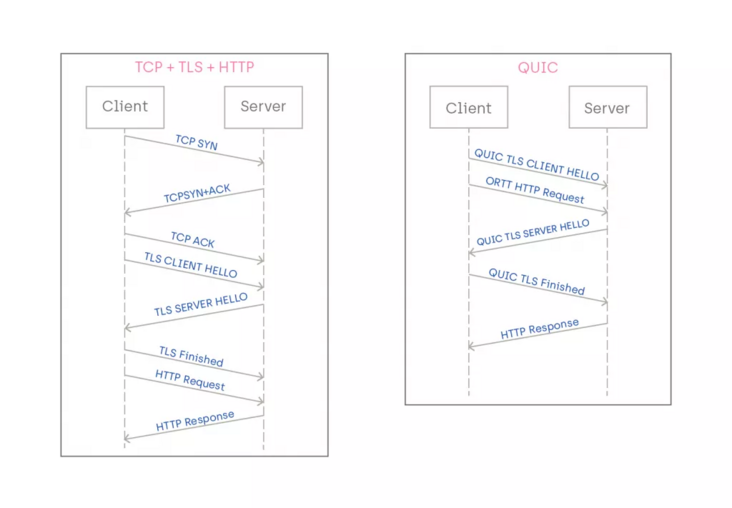 TCP + TLS + HTTP
Client
Server
TCP SYN
TCPSYN+ACK
TCP ACK
TLS CLIENT HELLO
TLS SERVER HELLO
TLS Finished
HTTP Request
HTTP Response
QUIC
Client
Server
QUIC TLS CLIENT HELLO
ORTT HTTP Request
QUIC TLS SERVER HELLO
QUIC TLS Finished
HTTP Response